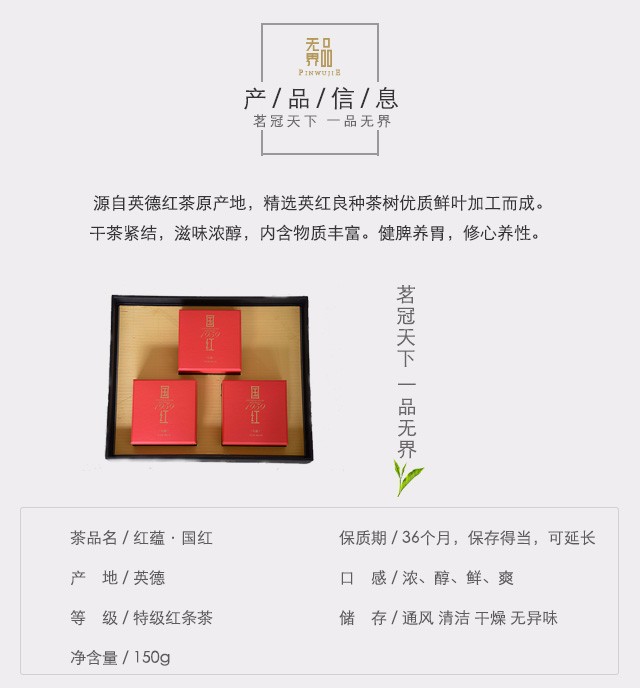 无品界
PINWUJIE
产/品/信/息
茗冠天下 一品无界
源自英德红茶原产地，精选英红良种茶树优质鲜叶加工而成。
干茶紧结，滋味浓醇，内含物质丰富。健脾养胃，修心养性。
国
红
国
红
国
红
茗冠天下 一品无界
茶品名 / 红蕴 · 国红
保质期 / 36个月，保存得当，可延长
产 地 / 英德
口 感 / 浓、醇、鲜、爽
等 级 / 特级红条茶
储 存 / 通风 清洁 干燥 无异味
净含量 / 150g